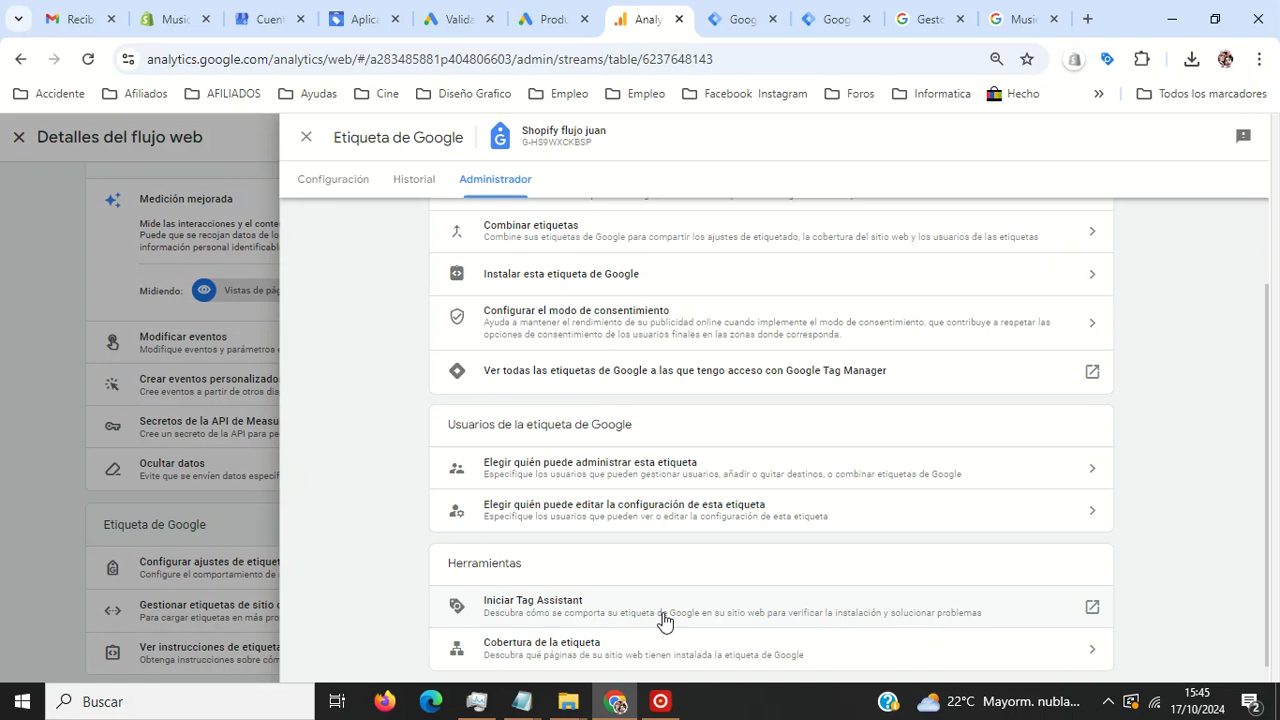 Recib
Music
Cuent
Aplica
Valida
Produ
Analy
Goog
Goog
Gesto
Music
analytics.google.com/analytics/web/#/a283485881p404806603/admin/streams/table/6237648143
Accidente
Afiliados
AFILIADOS
Ayudas
Cine
Diseño Grafico
Empleo
Empleo
Facebook Instagram
Foros
Informatica
Hecho
»
Todos los marcadores
Detalles del flujo web
Etiqueta de Google
Shopify flujo juan
G-HS9WXCKBSP
Configuración
Historial
Administrador
Medición mejorada
Mide las interacciones y el conte
Puede que se recojan datos de lo
información personal identificabl
Midiendo:
Vistas de pág
Modificar eventos
Modifique eventos y parámetros e
Crear eventos personalizado
Cree eventos a partir de otros dis
Secretos de la API de Measu
Cree un secreto de la API para pe
Ocultar datos
Evite que se envíen datos específ
Etiqueta de Google
Configurar ajustes de etiquet
Configure el comportamiento de
Gestionar etiquetas de sitio c
Para cargar etiquetas en más pro
Ver instrucciones de etiqueta
Obtenga instrucciones sobre cóm
Combinar etiquetas
Combine sus etiquetas de Google para compartir los ajustes de etiquetado, la cobertura del sitio web y los usuarios de las etiquetas
Instalar esta etiqueta de Google
Configurar el modo de consentimiento
Ayuda a mantener el rendimiento de su publicidad online cuando implemente el modo de consentimiento, que contribuye a respetar las
opciones de consentimiento de los usuarios finales en las zonas donde corresponda.
Ver todas las etiquetas de Google a las que tengo acceso con Google Tag Manager
Usuarios de la etiqueta de Google
Elegir quién puede administrar esta etiqueta
Especifique los usuarios que pueden gestionar usuarios, añadir o quitar destinos, o combinar etiquetas de Google
Elegir quién puede editar la configuración de esta etiqueta
Especifique los usuarios que pueden ver o editar la configuración de esta etiqueta
Herramientas
Iniciar Tag Assistant
Descubra cómo se comporta su etiqueta de Google en su sitio web para verificar la instalación y solucionar problemas
Cobertura de la etiqueta
Descubra qué páginas de su sitio web tienen instalada la etiqueta de Google
Buscar
22°C Mayorm. nubla...
15:45
17/10/2024
2